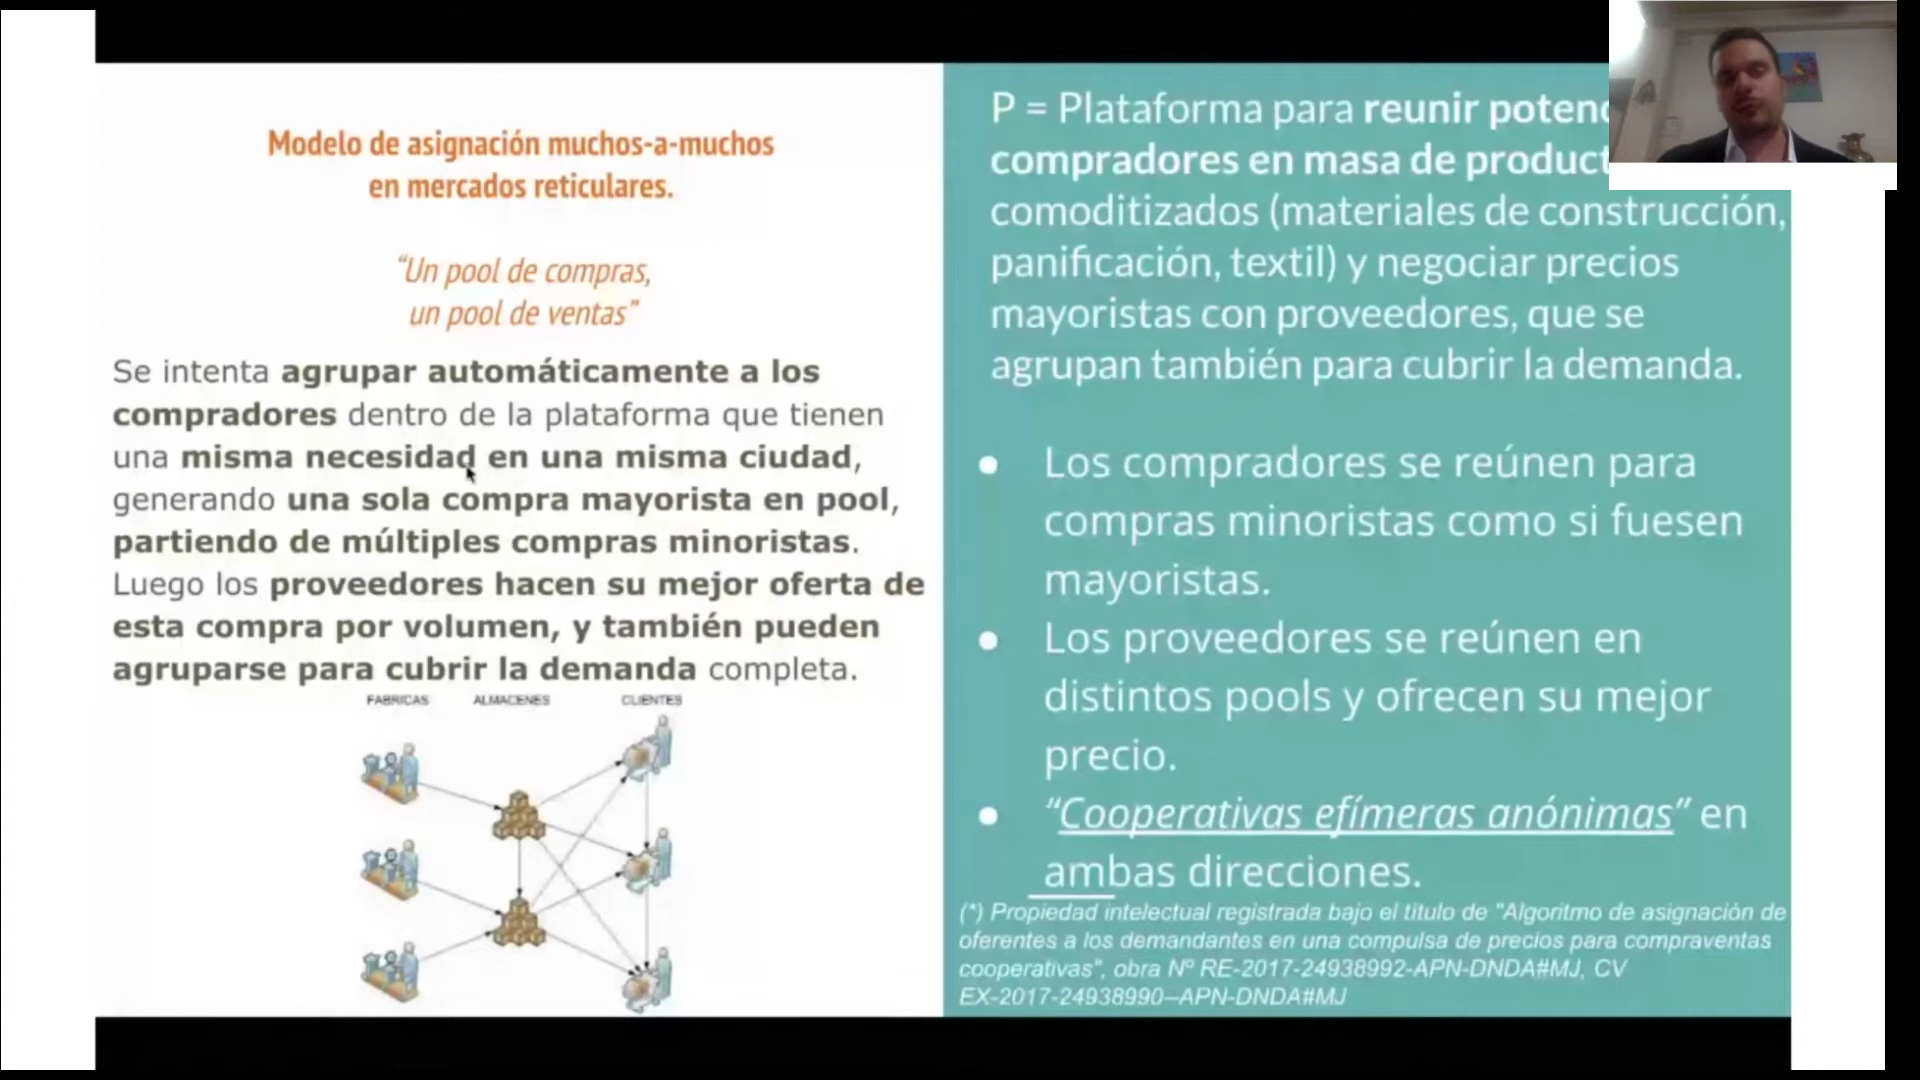 Modelo de asignación muchos-a-muchos
en mercados reticulares.
“Un pool de compras,
un pool de ventas”
Se intenta agrupar automáticamente a los
compradores dentro de la plataforma que tienen
una misma necesidad en una misma ciudad,
generando una sola compra mayorista en pool,
partiendo de múltiples compras minoristas.
Luego los proveedores hacen su mejor oferta de
esta compra por volumen, y también pueden
agruparse para cubrir la demanda completa.
FABRICAS ALMACENES CLIENTES
P = Plataforma para reunir
compradores en masa de
comoditizados (materiales de construcción,
panificación, textil) y negociar precios
mayoristas con proveedores, que se
agrupan también para cubrir la demanda.
● Los compradores se reúnen para
compras minoristas como si fuesen
mayoristas.
● Los proveedores se reúnen en
distintos pools y ofrecen su mejor
precio.
● “Cooperativas efímeras anónimas” en
ambas direcciones.
(*) Propiedad intelectual registrada bajo el título de "Algoritmo de asignación de
oferentes a los demandantes en una compulsa de precios para compraventas
cooperativas", obra Nº RE-2017-24938992-APN-DNDA#MJ, CV
EX-2017-24938990--APN-DNDA#MJ